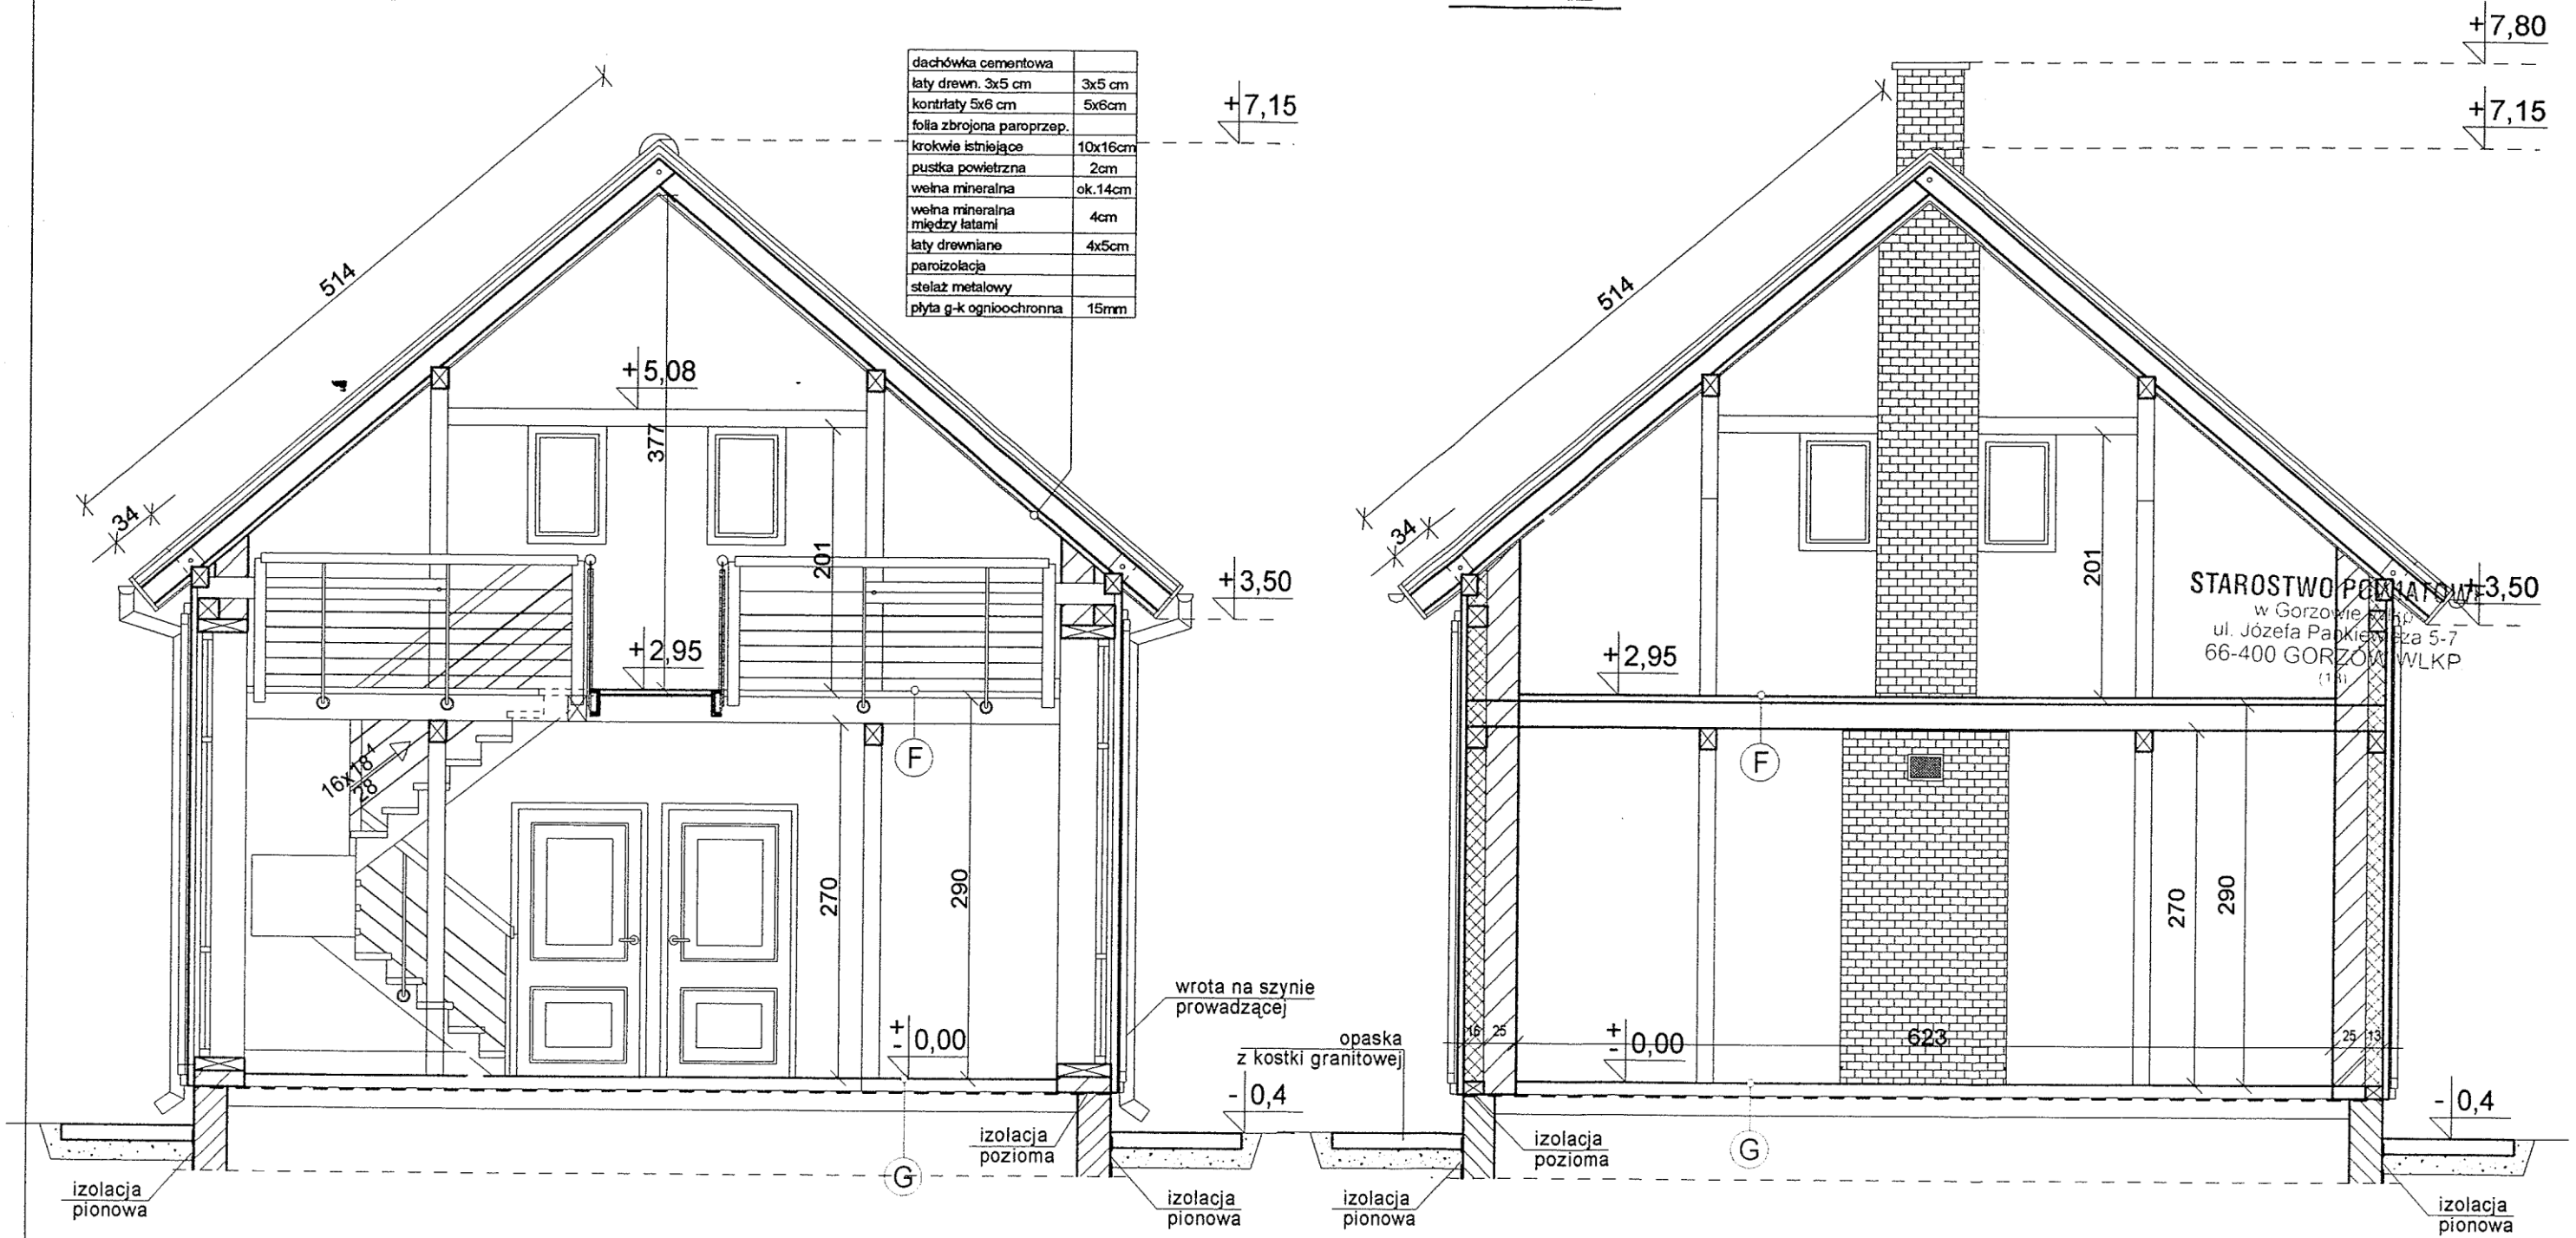 dachówka cementowa
łaty drewn. 3x5 cm 3x5 cm
kontrłaty 5x6 cm 5x6cm
folia zbrojona paroprzep.
krokwie istniejące 10x16cm
pustka powietrzna 2cm
wełna mineralna ok.14cm
wełna mineralna
między łatami 4cm
łaty drewniane 4x5cm
paroizolacja
stelaż metalowy
płyta g-k ognioochronna 15mm
+7,15
514
34
+5,08
377
201
+3,50
+2,95
F
16x18
28
270
290
+
- 0,00
wrota na szynie
prowadzącej
opaska
z kostki granitowej
- 0,4
izolacja
pozioma
G
izolacja
pionowa
izolacja
pionowa
+7,80
+7,15
514
34
201
STAROSTWO POWIATOWE
w Gorzowie
ul. Józefa Pankiewicza 5-7
66-400 GORZÓW WLKP
+3,50
+2,95
F
270
290
16
25
+
- 0,00
623
25
13
- 0,4
izolacja
pozioma
G
izolacja
pionowa
izolacja
pionowa